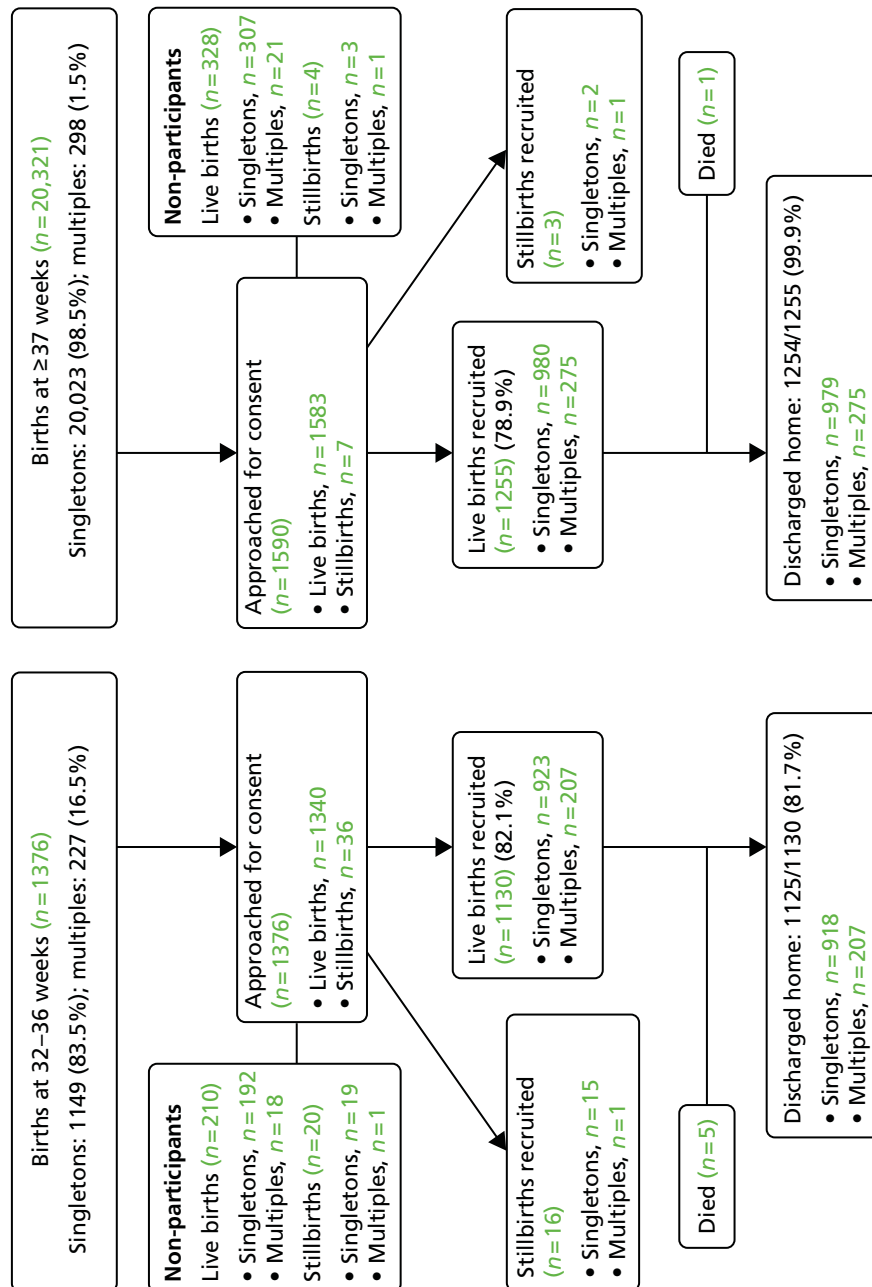 Births at 32–36 weeks (n=1376)
Singletons: 1149 (83.5%); multiples: 227 (16.5%)
Non-participants
Live births (n=210)
• Singletons, n=192
• Multiples, n=18
Stillbirths (n=20)
• Singletons, n=19
• Multiples, n=1
Approached for consent
(n=1376)
• Live births, n=1340
• Stillbirths, n=36
Stillbirths recruited
(n=16)
• Singletons, n=15
• Multiples, n=1
Live births recruited
(n=1130) (82.1%)
• Singletons, n=923
• Multiples, n=207
Died (n=5)
Discharged home: 1125/1130 (81.7%)
• Singletons, n=918
• Multiples, n=207
Births at ≥37 weeks (n=20,321)
Singletons: 20,023 (98.5%); multiples: 298 (1.5%)
Approached for consent
(n=1590)
• Live births, n=1583
• Stillbirths, n=7
Non-participants
Live births (n=328)
• Singletons, n=307
• Multiples, n=21
Stillbirths (n=4)
• Singletons, n=3
• Multiples, n=1
Live births recruited
(n=1255) (78.9%)
• Singletons, n=980
• Multiples, n=275
Stillbirths recruited
(n=3)
• Singletons, n=2
• Multiples, n=1
Died (n=1)
Discharged home: 1254/1255 (99.9%)
• Singletons, n=979
• Multiples, n=275